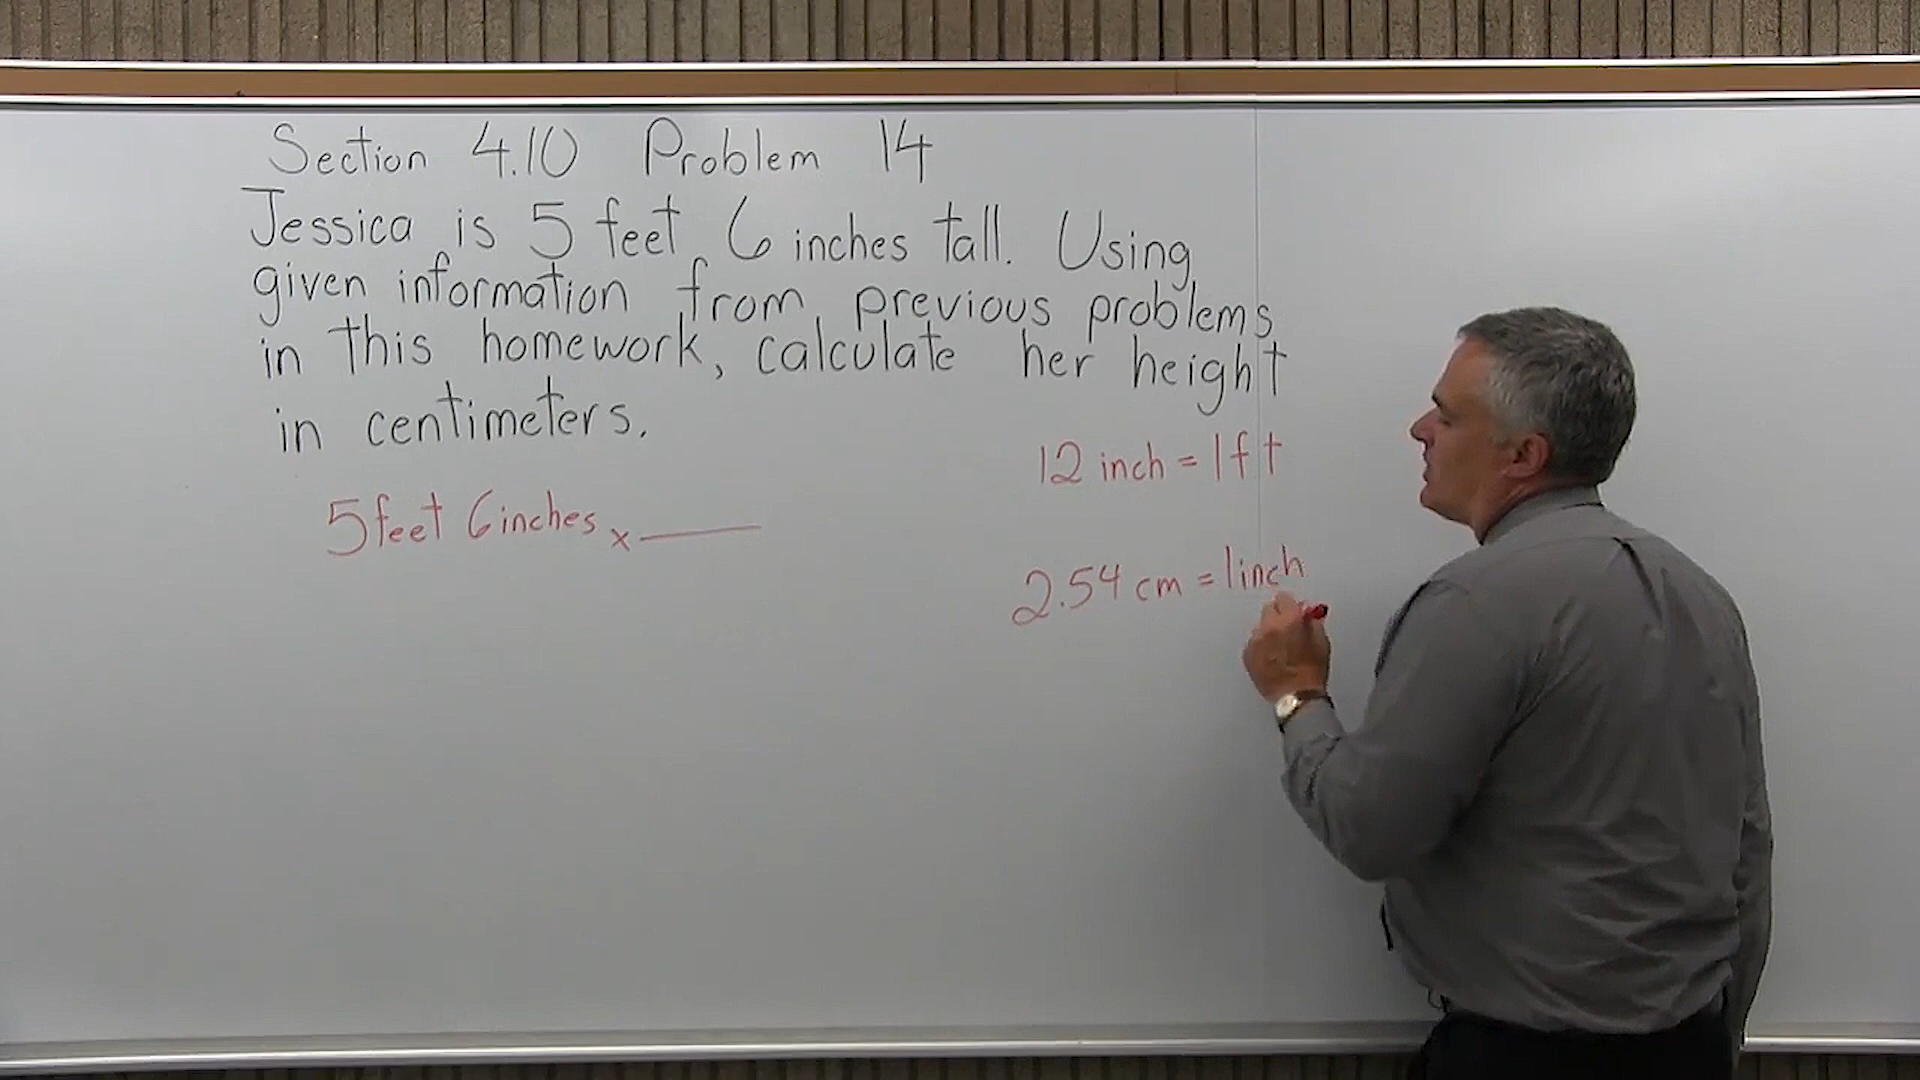 Section 4.10 Problem 14
Jessica is 5 feet 6 inches tall. Using
given information from previous problems
in this homework, calculate her height
in centimeters.
12 inch = 1 ft
5 feet 6 inches x
2.54 cm = 1 inch